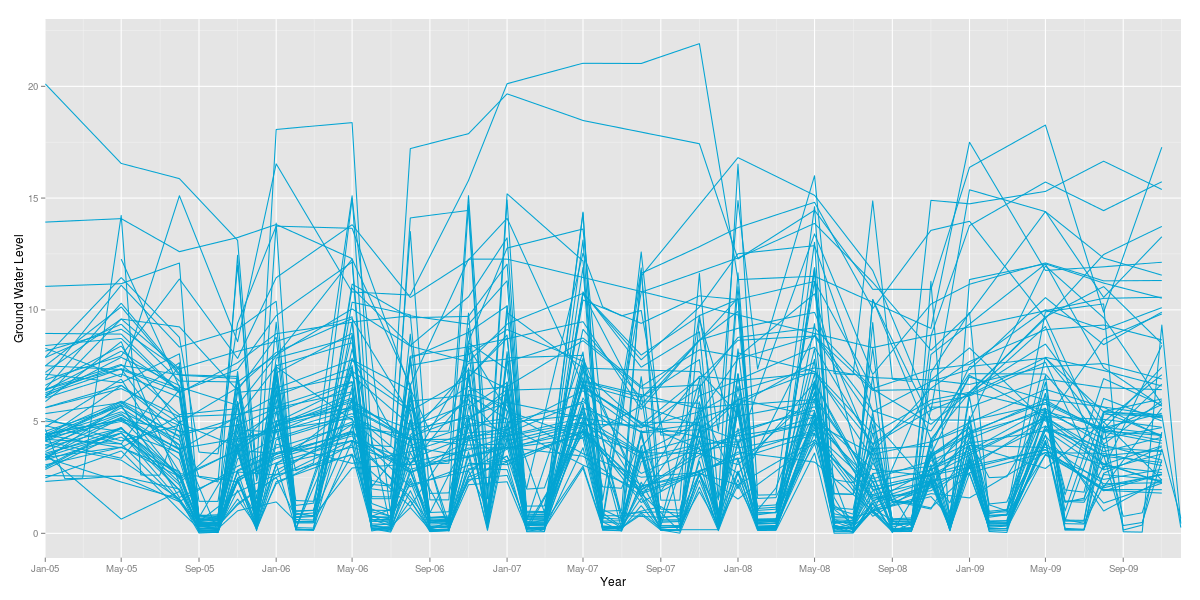 Ground Water Level
20
15
10
5
0
Jan-05 May-05 Sep-05 Jan-06 May-06 Sep-06 Jan-07 May-07 Sep-07 Jan-08 May-08 Sep-08 Jan-09 May-09 Sep-09
Year